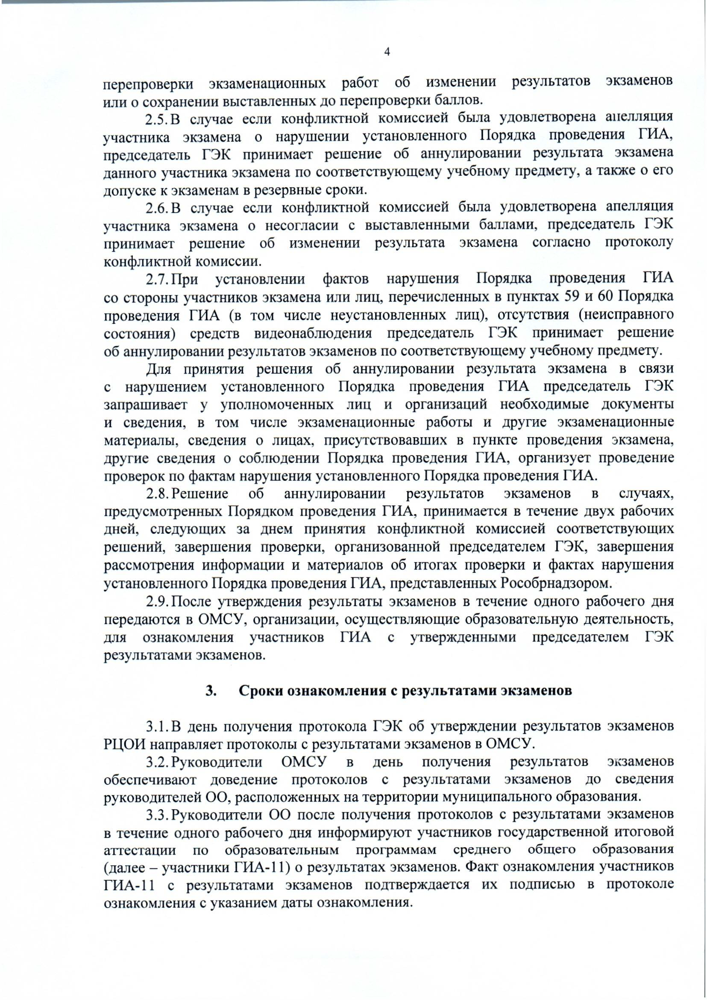 4
перепроверки экзаменационных работ об изменении результатов экзаменов
или о сохранении выставленных до перепроверки баллов.
2.5. В случае если конфликтной комиссией была удовлетворена апелляция
участника экзамена о нарушении установленного Порядка проведения ГИА,
председатель ГЭК принимает решение об аннулировании результата экзамена
данного участника экзамена по соответствующему учебному предмету, а также о его
допуске к экзаменам в резервные сроки.
2.6. В случае если конфликтной комиссией была удовлетворена апелляция
участника экзамена о несогласии с выставленными баллами, председатель ГЭК
принимает решение об изменении результата экзамена согласно протоколу
конфликтной комиссии.
2.7. При установлении фактов нарушения Порядка проведения ГИА
со стороны участников экзамена или лиц, перечисленных в пунктах 59 и 60 Порядка
проведения ГИА (в том числе неустановленных лиц), отсутствия (неисправного
состояния) средств видеонаблюдения председатель ГЭК принимает решение
об аннулировании результатов экзаменов по соответствующему учебному предмету.
Для принятия решения об аннулировании результата экзамена в связи
с нарушением установленного Порядка проведения ГИА председатель ГЭК
запрашивает у уполномоченных лиц и организаций необходимые документы
и сведения, в том числе экзаменационные работы и другие экзаменационные
материалы, сведения о лицах, присутствовавших в пункте проведения экзамена,
другие сведения о соблюдении Порядка проведения ГИА, организует проведение
проверок по фактам нарушения установленного Порядка проведения ГИА.
2.8. Решение об аннулировании результатов экзаменов в случаях,
предусмотренных Порядком проведения ГИА, принимается в течение двух рабочих
дней, следующих за днем принятия конфликтной комиссией соответствующих
решений, завершения проверки, организованной председателем ГЭК, завершения
рассмотрения информации и материалов об итогах проверки и фактах нарушения
установленного Порядка проведения ГИА, представленных Рособрнадзором.
2.9. После утверждения результаты экзаменов в течение одного рабочего дня
передаются в ОМСУ, организации, осуществляющие образовательную деятельность,
для ознакомления участников ГИА с утвержденными председателем ГЭК
результатами экзаменов.
3. Сроки ознакомления с результатами экзаменов
3.1. В день получения протокола ГЭК об утверждении результатов экзаменов
РЦОИ направляет протоколы с результатами экзаменов в ОМСУ.
3.2. Руководители ОМСУ в день получения результатов экзаменов
обеспечивают доведение протоколов с результатами экзаменов до сведения
руководителей ОО, расположенных на территории муниципального образования.
3.3. Руководители ОО после получения протоколов с результатами экзаменов
в течение одного рабочего дня информируют участников государственной итоговой
аттестации по образовательным программам среднего общего образования
(далее – участники ГИА-11) о результатах экзаменов. Факт ознакомления участников
ГИА-11 с результатами экзаменов подтверждается их подписью в протоколе
ознакомления с указанием даты ознакомления.